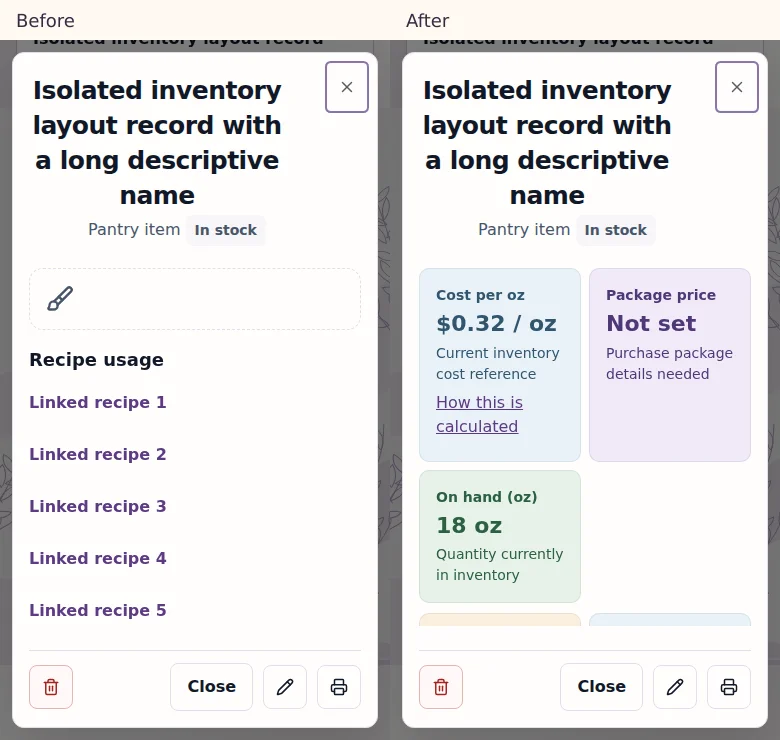 Before
After
Isolated inventory layout record
Isolated inventory
layout record with
a long descriptive
name
Pantry item In stock
Recipe usage
Linked recipe 1
Linked recipe 2
Linked recipe 3
Linked recipe 4
Linked recipe 5
Close
Isolated inventory layout record
Isolated inventory
layout record with
a long descriptive
name
Pantry item In stock
Cost per oz
$0.32 / oz
Current inventory
cost reference
How this is
calculated
Package price
Not set
Purchase package
details needed
On hand (oz)
18 oz
Quantity currently
in inventory
Close